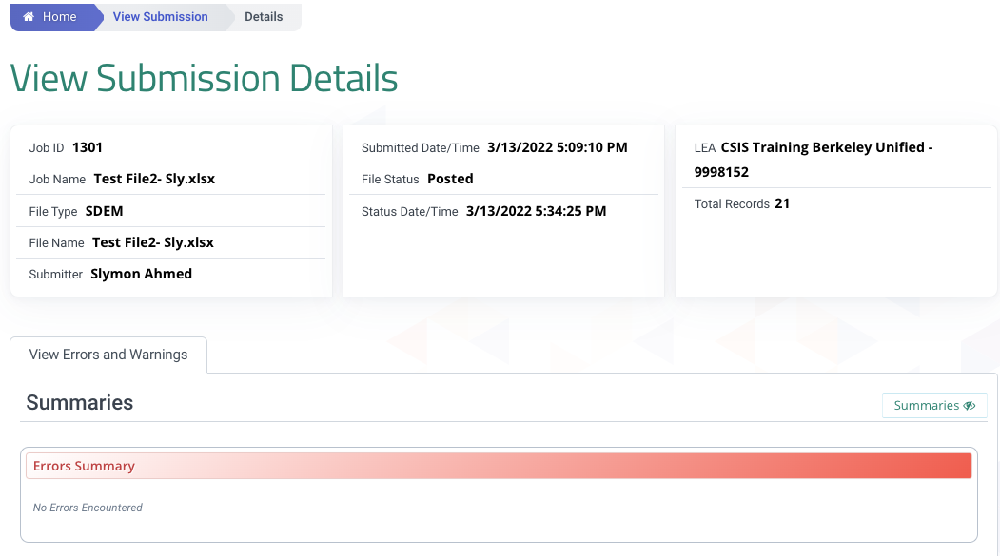 Home View Submission Details
View Submission Details
Job ID 1301
Job Name Test File2- Sly.xlsx
File Type SDEM
File Name Test File2- Sly.xlsx
Submitter Slymon Ahmed
Submitted Date/Time 3/13/2022 5:09:10 PM
File Status Posted
Status Date/Time 3/13/2022 5:34:25 PM
LEA CSIS Training Berkeley Unified -
9998152
Total Records 21
View Errors and Warnings
Summaries
Summaries
Errors Summary
No Errors Encountered